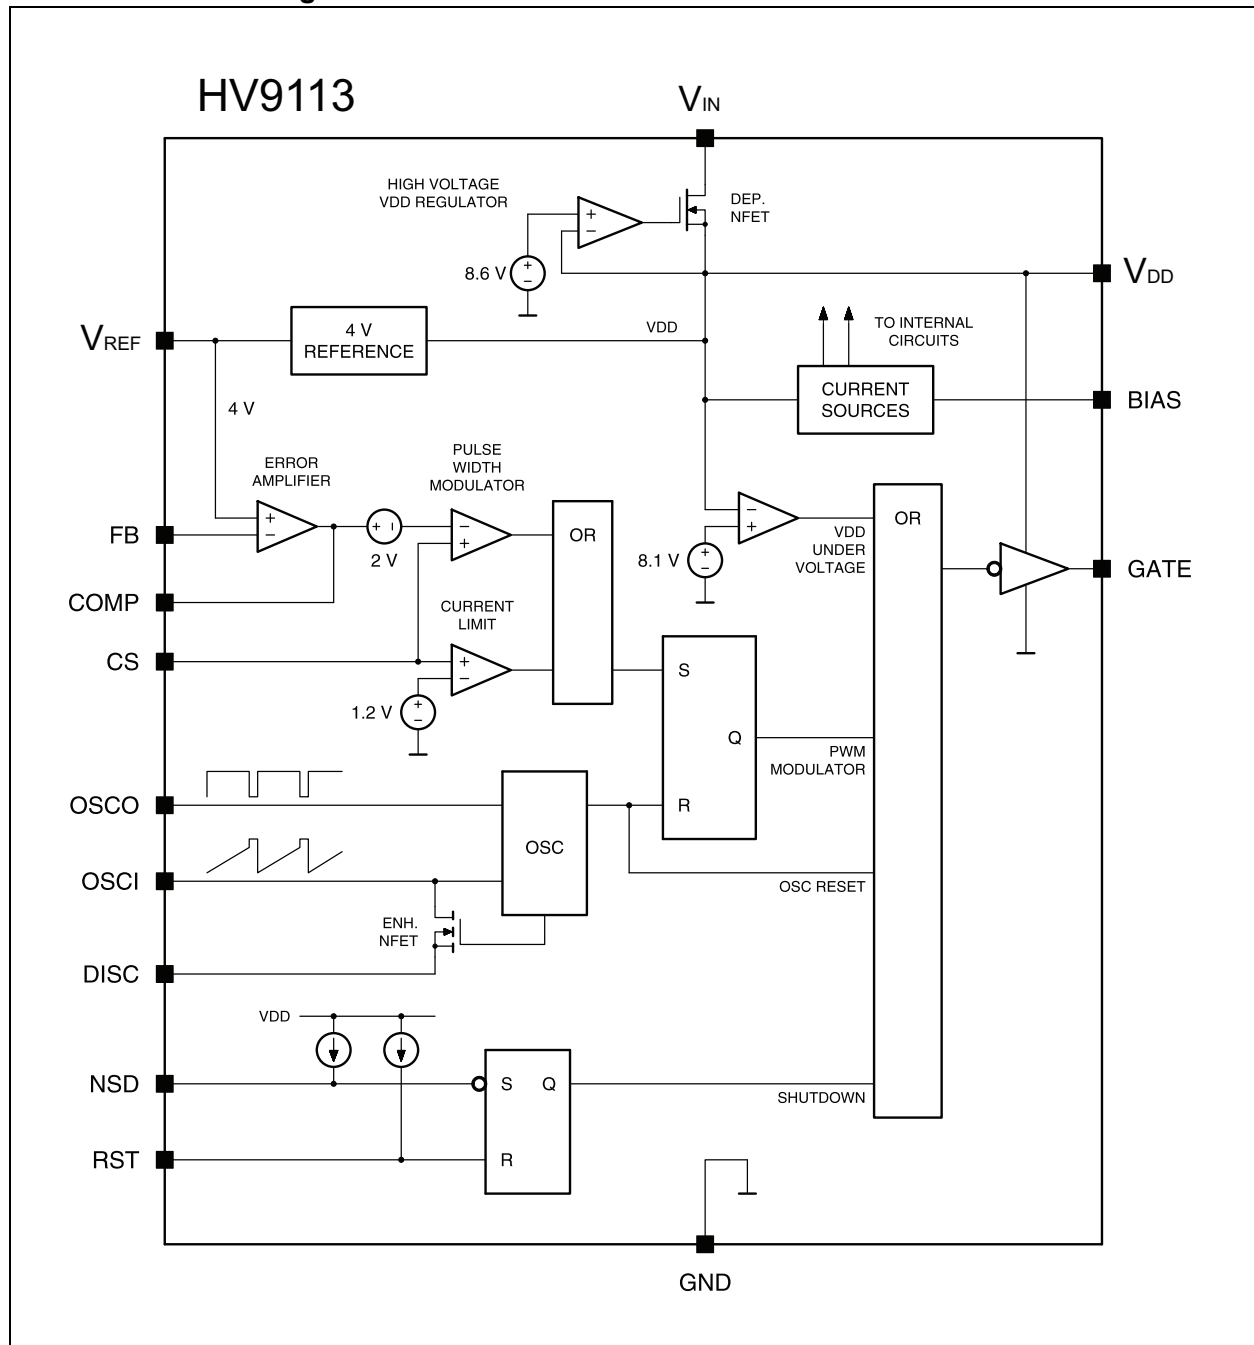 HV9113
VIN
HIGH VOLTAGE
VDD REGULATOR
+
−
DEP.
NFET
8.6 V
+
−
VDD
VREF
4 V
REFERENCE
VDD
TO INTERNAL
CIRCUITS
CURRENT
SOURCES
BIAS
4 V
ERROR
AMPLIFIER
PULSE
WIDTH
MODULATOR
+
−
+ −
2 V
−
+
OR
−
+
VDD
UNDER
VOLTAGE
8.1 V
+
−
OR
FB
COMP
GATE
CURRENT
LIMIT
CS
+
−
1.2 V
+
−
S
Q
R
PWM
MODULATOR
OSCO
OSC
OSCI
OSC RESET
ENH.
NFET
DISC
VDD
NSD
S Q
SHUTDOWN
RST
R
GND